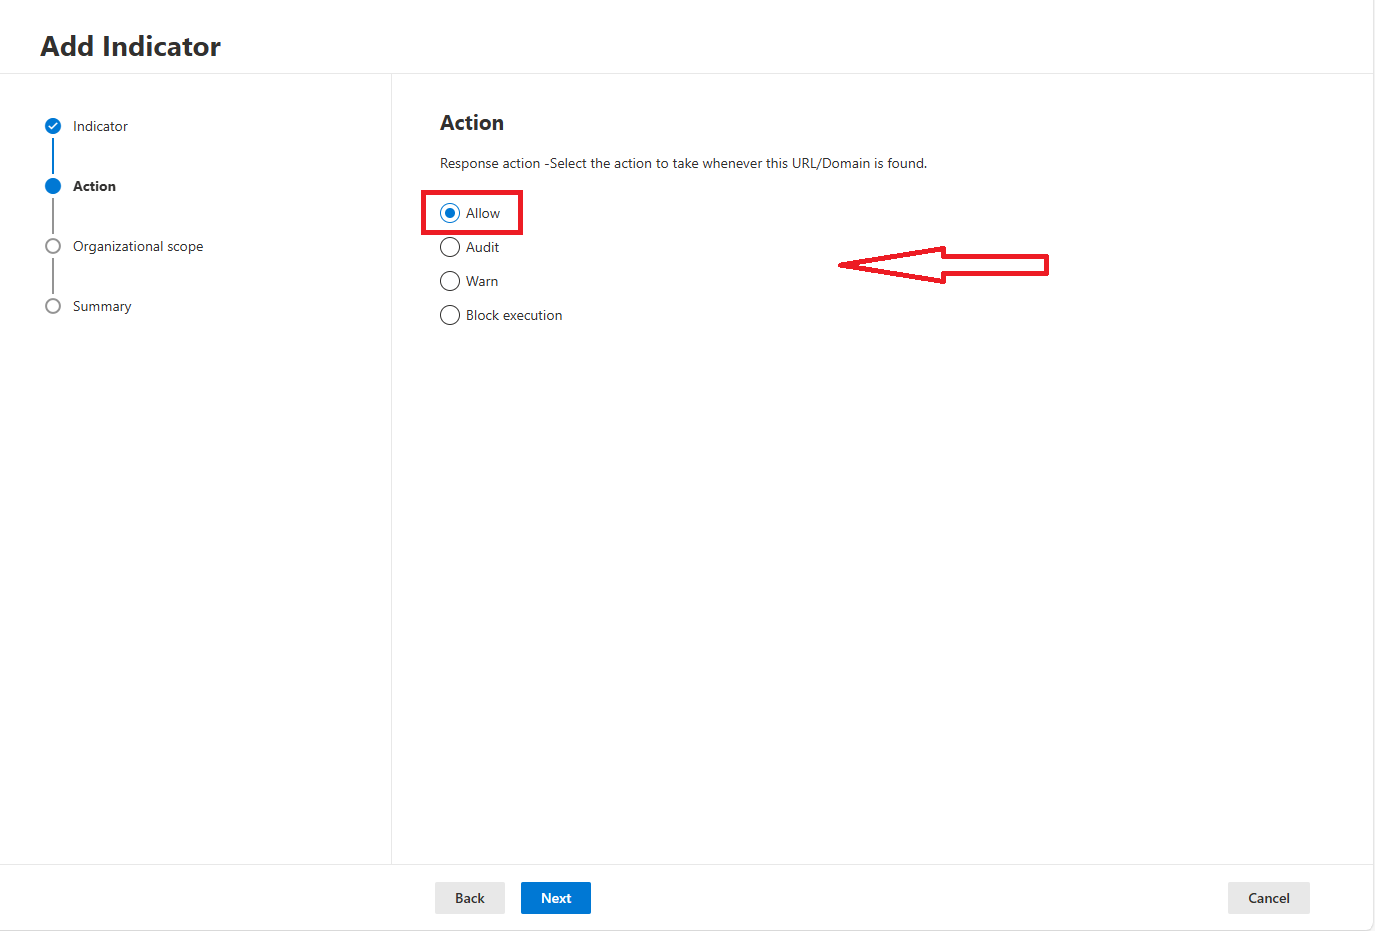 Add Indicator
Indicator
Action
Organizational scope
Summary
Action
Response action -Select the action to take whenever this URL/Domain is found.
Allow
Audit
Warn
Block execution
Back
Next
Cancel